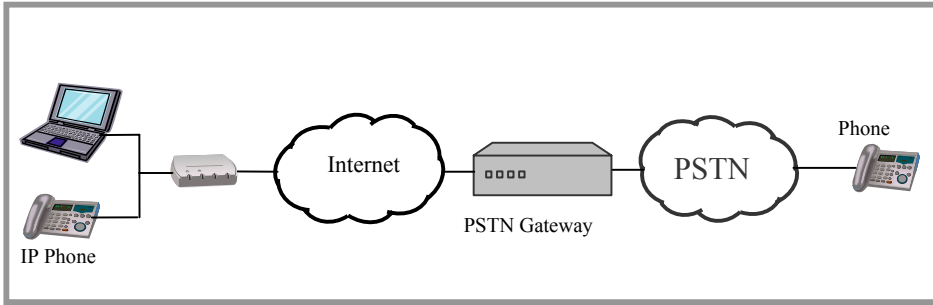 Phone
Internet
PSTN
PSTN Gateway
IP Phone